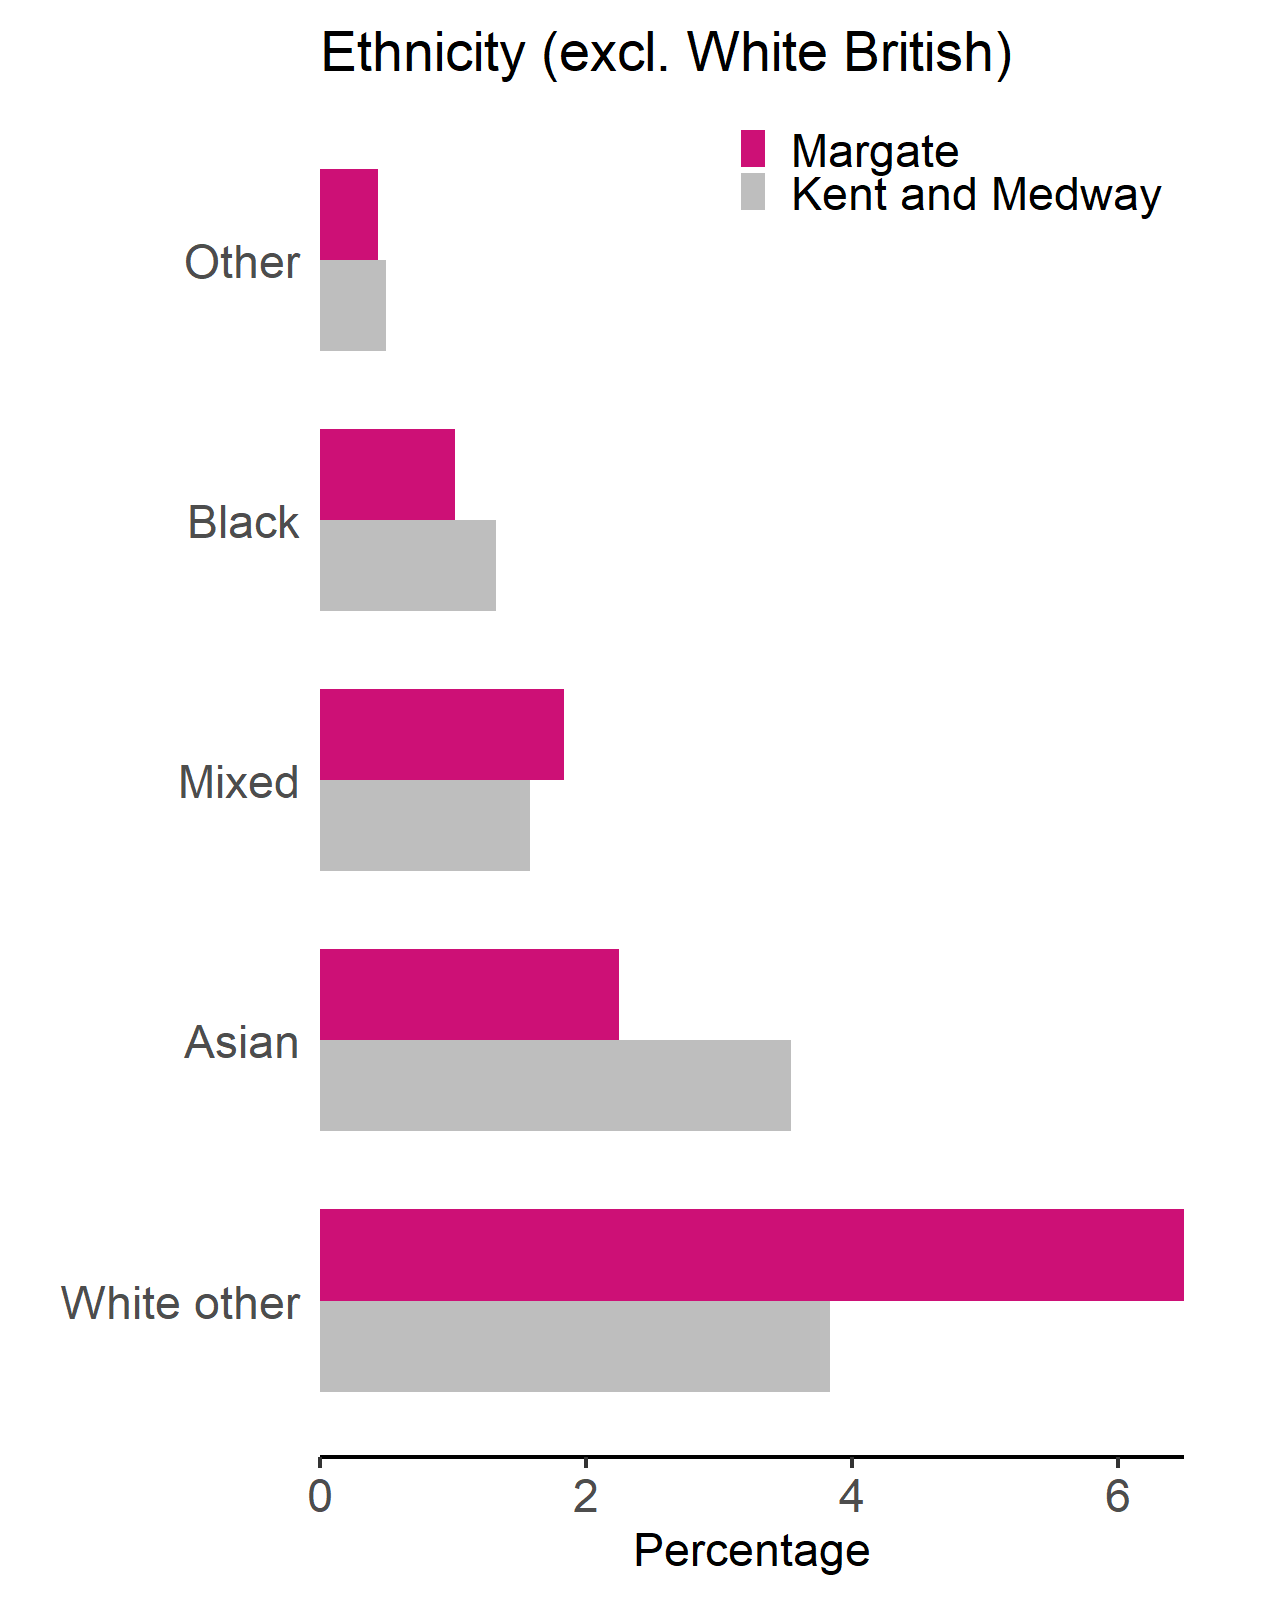 Ethnicity (excl. White British)
Margate
Kent and Medway
Other
Black
Mixed
Asian
White other
0 2 4 6
Percentage